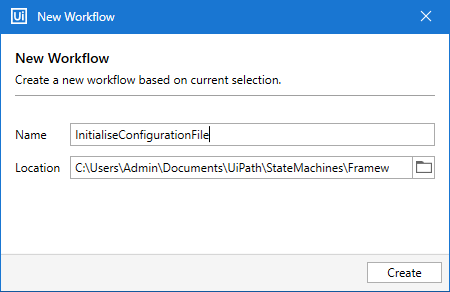 Ui New Workflow
New Workflow
Create a new workflow based on current selection.
Name InitialiseConfigurationFile
Location C:\Users\Admin\Documents\UiPath\StateMachines\Framew
Create